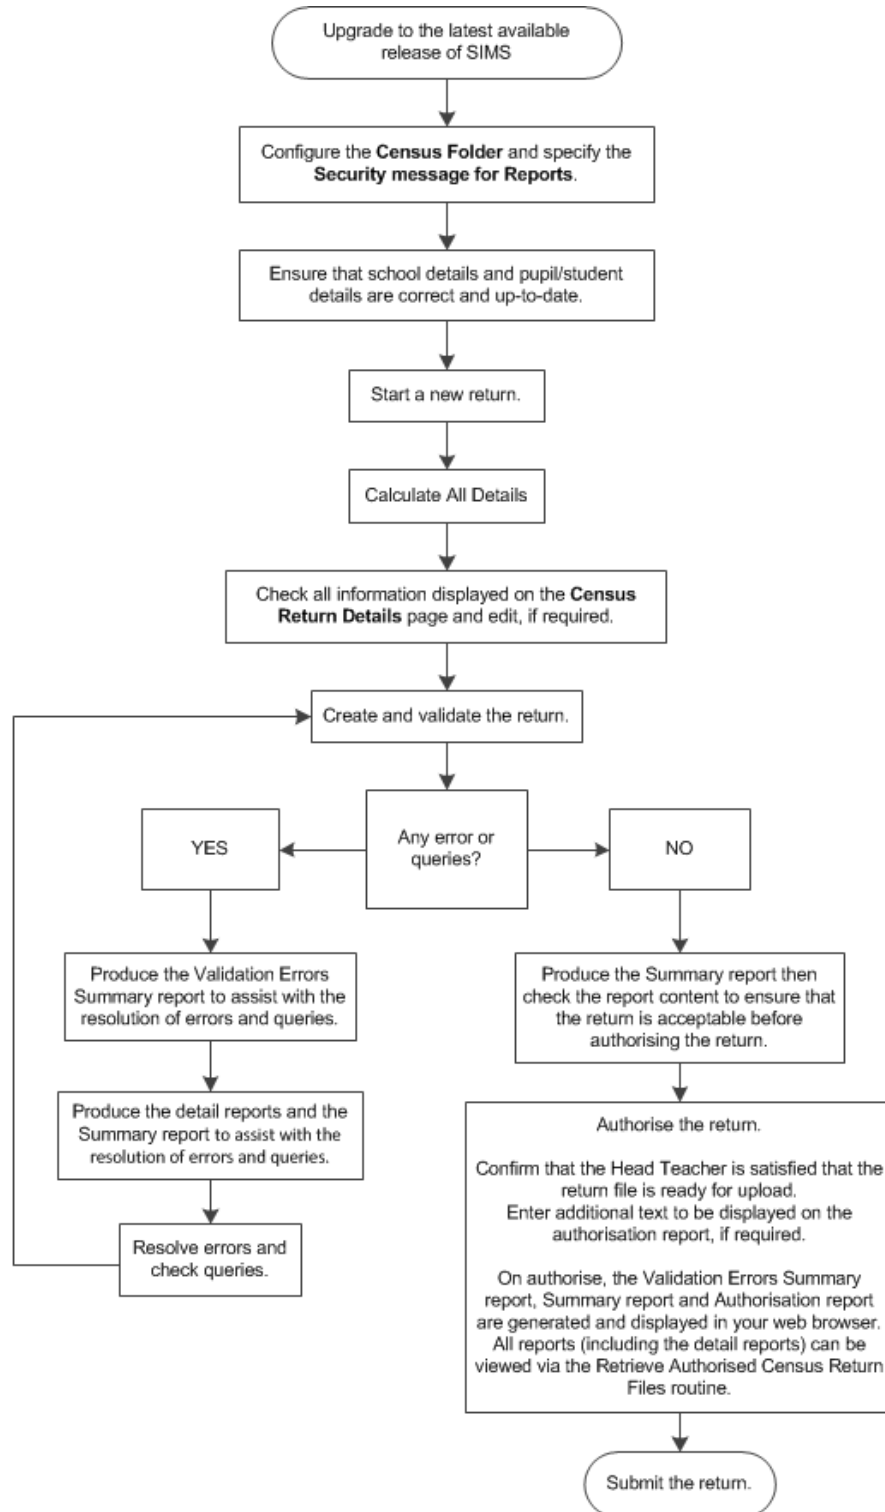 Upgrade to the latest available
release of SIMS
Configure the Census Folder and specify the
Security message for Reports.
Ensure that school details and pupil/student
details are correct and up-to-date.
Start a new return.
Calculate All Details
Check all information displayed on the Census
Return Details page and edit, if required.
Create and validate the return.
Any error or
queries?
YES
NO
Produce the Validation Errors
Summary report to assist with the
resolution of errors and queries.
Produce the detail reports and the
Summary report to assist with the
resolution of errors and queries.
Resolve errors and
check queries.
Produce the Summary report then
check the report content to ensure that
the return is acceptable before
authorising the return.
Authorise the return.
Confirm that the Head Teacher is satisfied that the
return file is ready for upload.
Enter additional text to be displayed on the
authorisation report, if required.
On authorise, the Validation Errors Summary
report, Summary report and Authorisation report
are generated and displayed in your web browser.
All reports (including the detail reports) can be
viewed via the Retrieve Authorised Census Return
Files routine.
Submit the return.